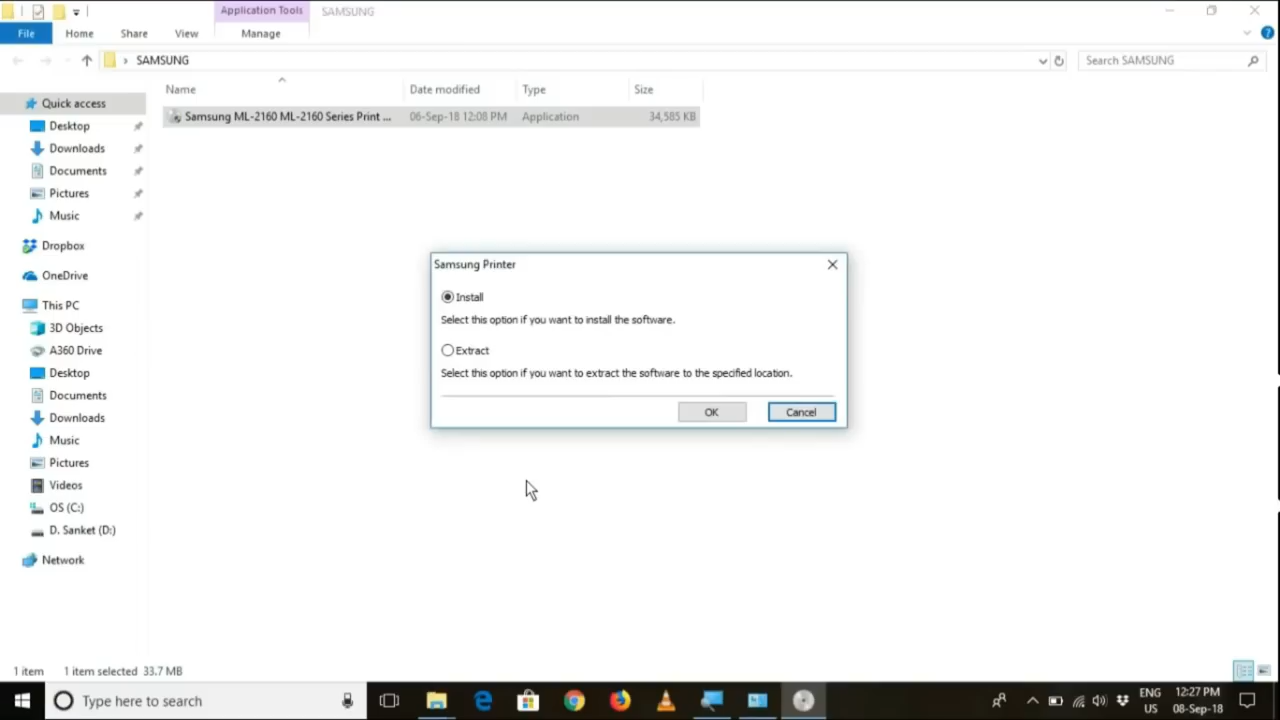 Application Tools SAMSUNG
File Home Share View Manage
SAMSUNG Search SAMSUNG
Name Date modified Type Size
Samsung ML-2160 ML-2160 Series Print ... 06-Sep-18 12:08 PM Application 34,585 KB
Quick access
Desktop
Downloads
Documents
Pictures
Music
Dropbox
OneDrive
This PC
3D Objects
A360 Drive
Desktop
Documents
Downloads
Music
Pictures
Videos
OS (C:)
D. Sanket (D:)
Network
Samsung Printer
Install
Select this option if you want to install the software.
Extract
Select this option if you want to extract the software to the specified location.
OK Cancel
1 item 1 item selected 33.7 MB
Type here to search
ENG 12:27 PM
US 08-Sep-18